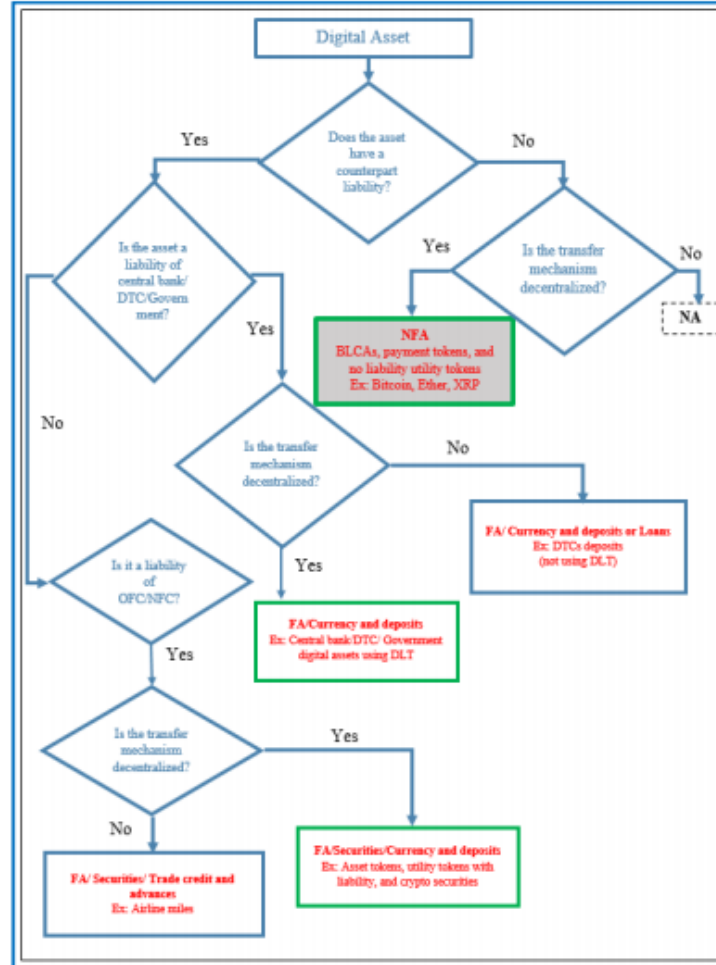 Digital Asset
Does the asset
have a
counterpart
liability?
Yes
No
Is the asset a
liability of
central bank/
DTC/Govern
ment?
Is the transfer
mechanism
decentralized?
Yes
No
NA
NFA
BLCAs, payment tokens, and
no liability utility tokens
Ex: Bitcoin, Ether, XRP
Yes
No
Is the transfer
mechanism
decentralized?
No
FA/ Currency and deposits or Loans
Ex: DTCs deposits
(not using DLT)
Yes
Is it a liability
of
OFC/NFC?
FA/Currency and deposits
Ex: Central bank/DTC/ Government
digital assets using DLT
Yes
Is the transfer
mechanism
decentralized?
Yes
No
FA/Securities/Currency and deposits
Ex: Asset tokens, utility tokens with
liability, and crypto securities
FA/ Securities/ Trade credit and
advances
Ex: Airline miles